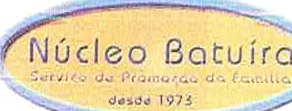 Núcleo Batuíra
Serviço de Promoção da Família
desde 1973